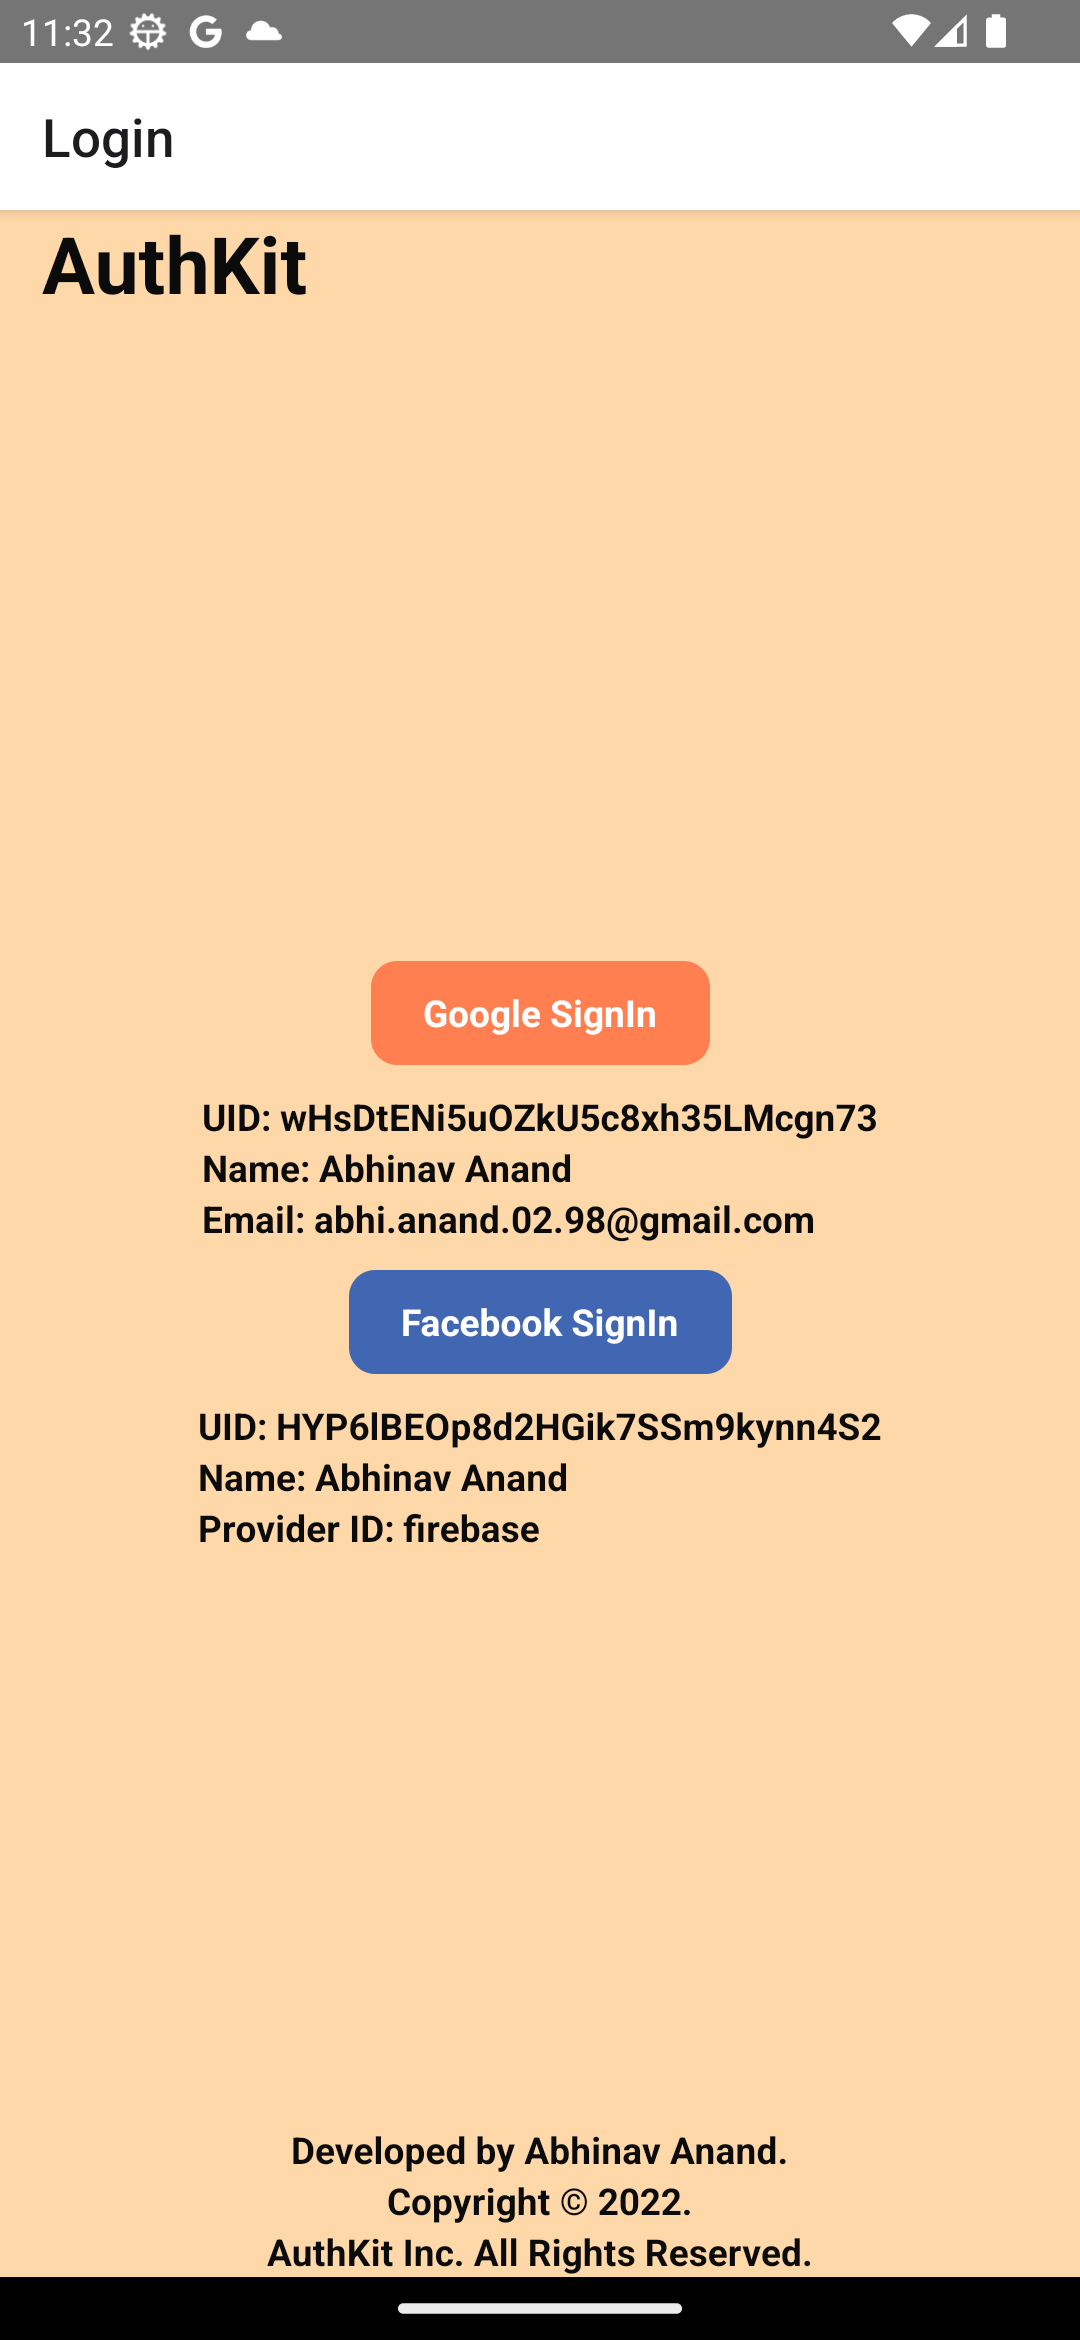 11:32
Login
AuthKit
Google SignIn
UID: wHsDtENi5uOZkU5c8xh35LMcgn73
Name: Abhinav Anand
Email: abhi.anand.02.98@gmail.com
Facebook SignIn
UID: HYP6lBEOp8d2HGik7SSm9kynn4S2
Name: Abhinav Anand
Provider ID: firebase
Developed by Abhinav Anand.
Copyright © 2022.
AuthKit Inc. All Rights Reserved.